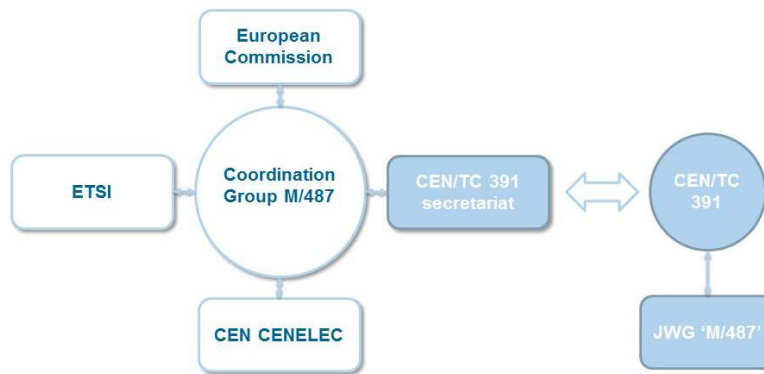 European
Commission
ETSI
Coordination
Group M/487
CEN/TC 391
secretariat
CEN/TC
391
CEN CENELEC
JWG ‘M/487’